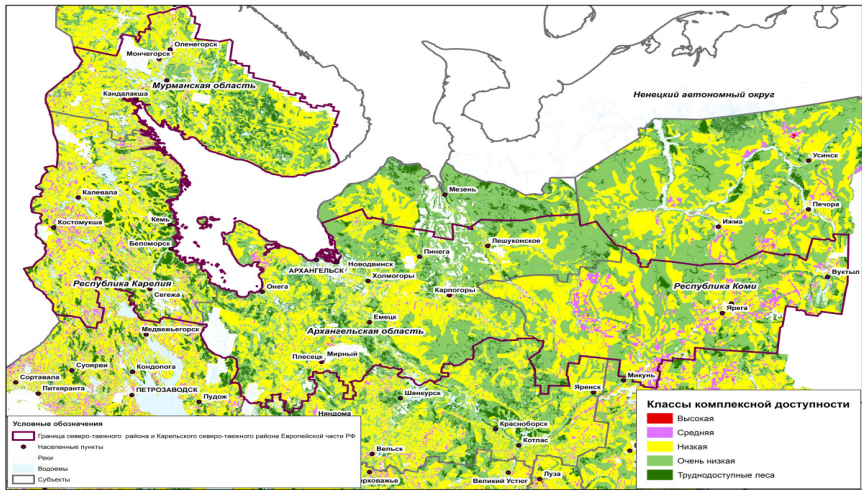 Оленегорск
Мончегорск
Мурманская область
Кандалакша
Ненецкий автономный округ
Усинск
Мезень
Калевала
Печора
Костомукша
Кемь
Ижма
Беломорск
Лешуконское
Пинега
Новодвинск
АРХАНГЕЛЬСК
Вуктыл
Холмогоры
Республика Карелия
Республика Коми
Сегежа
Онега
Карпогоры
Ярега
Емецк
Архангельская область
Медвежьегорск
Мирный
Плесецк
Суоярви
Кондопога
Сортавала
Микунь
Питкяранта
ПЕТРОЗАВОДСК
Яренск
Пудож
Шенкурск
Няндома
Красноборск
Котлас
Вельск
Верховажье
Великий Устюг
Луза
Условные обозначения
Граница северо-таежного района и Карельского северо-таежного района Европейской части РФ
Населенные пункты
Реки
Водоемы
Субъекты
Классы комплексной доступности
Высокая
Средняя
Низкая
Очень низкая
Труднодоступные леса